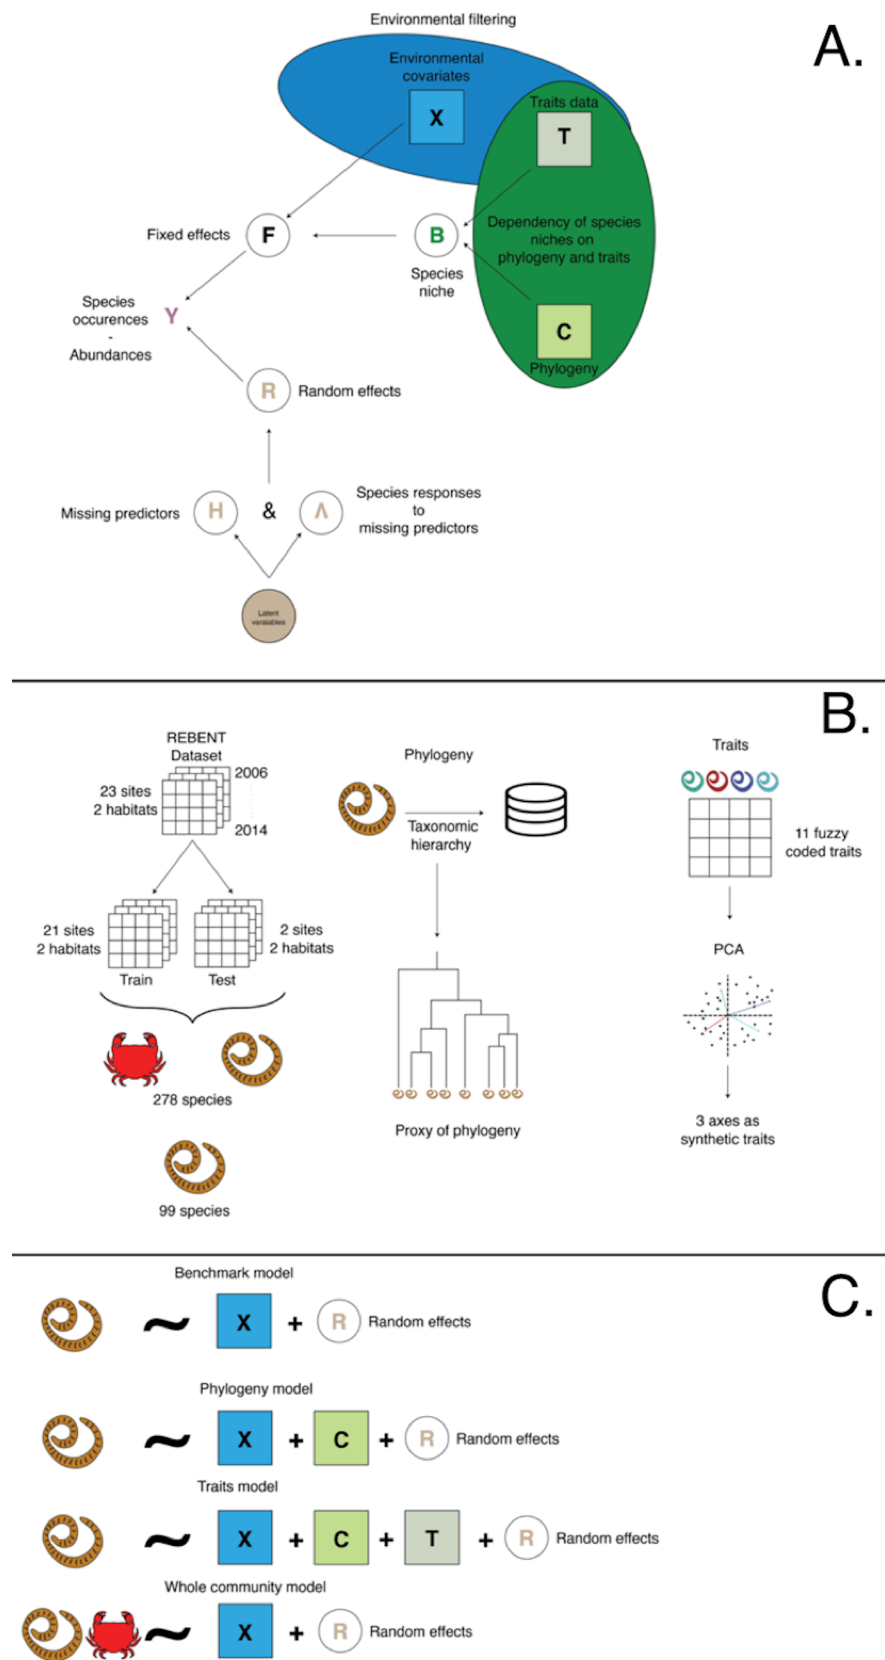 Environmental filtering
A.
Environmental
covariates
X
Traits data
T
Fixed effects
F
B
Dependency of species
niches on
phylogeny and traits
Species
niche
Species
occurences
-
Abundances
Y
C
Phylogeny
R
Random effects
Missing predictors
H
&
Λ
Species responses
to
missing predictors
Latent
varaiables
B.
REBENT
Dataset
23 sites
2 habitats
2006
2014
21 sites
2 habitats
2 sites
2 habitats
Train
Test
278 species
99 species
Phylogeny
Taxonomic
hierarchy
Proxy of phylogeny
Traits
11 fuzzy
coded traits
PCA
3 axes as
synthetic traits
C.
Benchmark model
~ X + R Random effects
Phylogeny model
~ X + C + R Random effects
Traits model
~ X + C + T + R Random effects
Whole community model
~ X + R Random effects